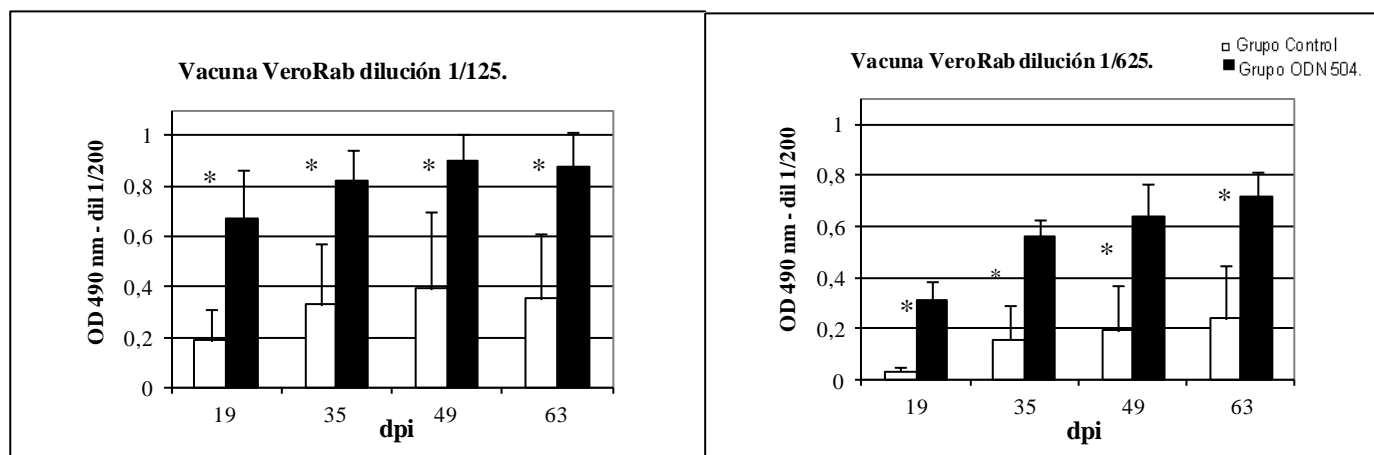 Vacuna VeroRab dilución 1/125.
OD 490 nm - dil 1/200
1
0,8
0,6
0,4
0,2
0
* * * *
19 35 49 63
dpi
Vacuna VeroRab dilución 1/625.
Grupo Control
Grupo ODN 504.
OD 490 nm - dil 1/200
1
0,8
0,6
0,4
0,2
0
*
*
*
*
19 35 49 63
dpi